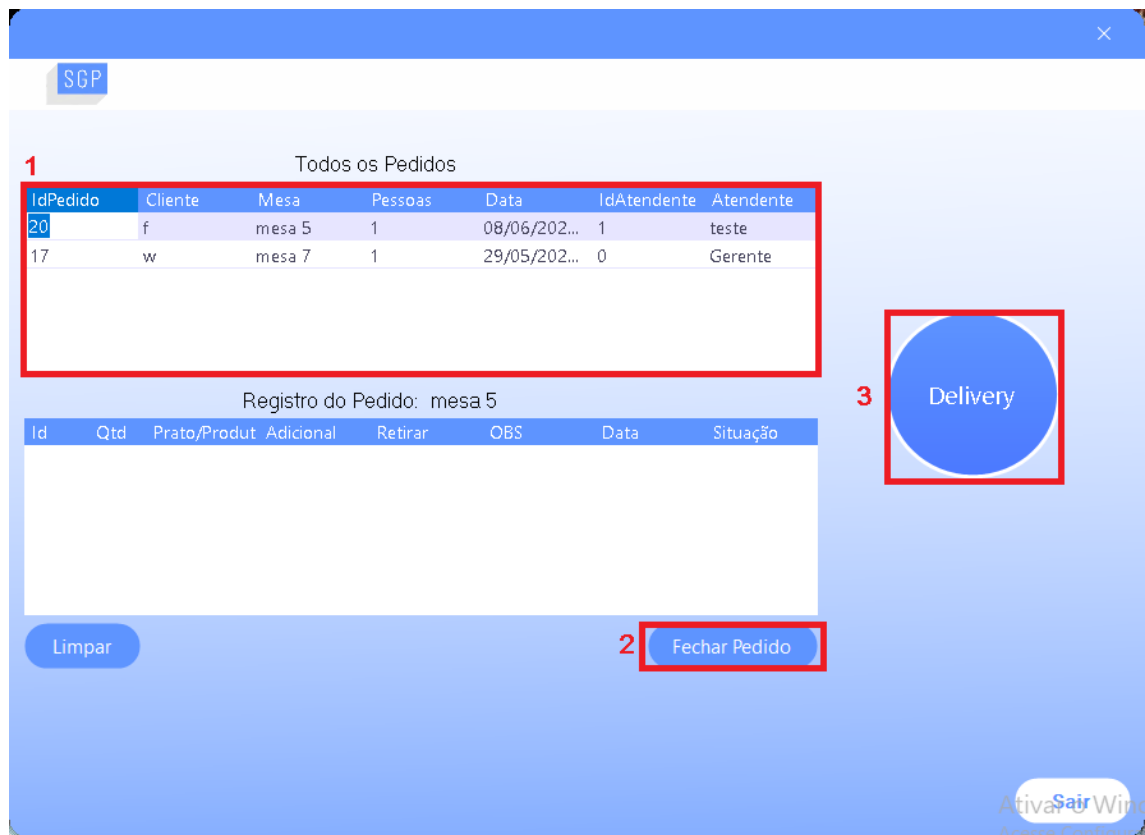 ×
SGP
1
Todos os Pedidos
IdPedido Cliente Mesa Pessoas Data IdAtendente Atendente
20 f mesa 5 1 08/06/202... 1 teste
17 w mesa 7 1 29/05/202... 0 Gerente
3
Delivery
Registro do Pedido: mesa 5
Id Qtd Prato/Produt Adicional Retirar OBS Data Situação
Limpar
2
Fechar Pedido
Sair